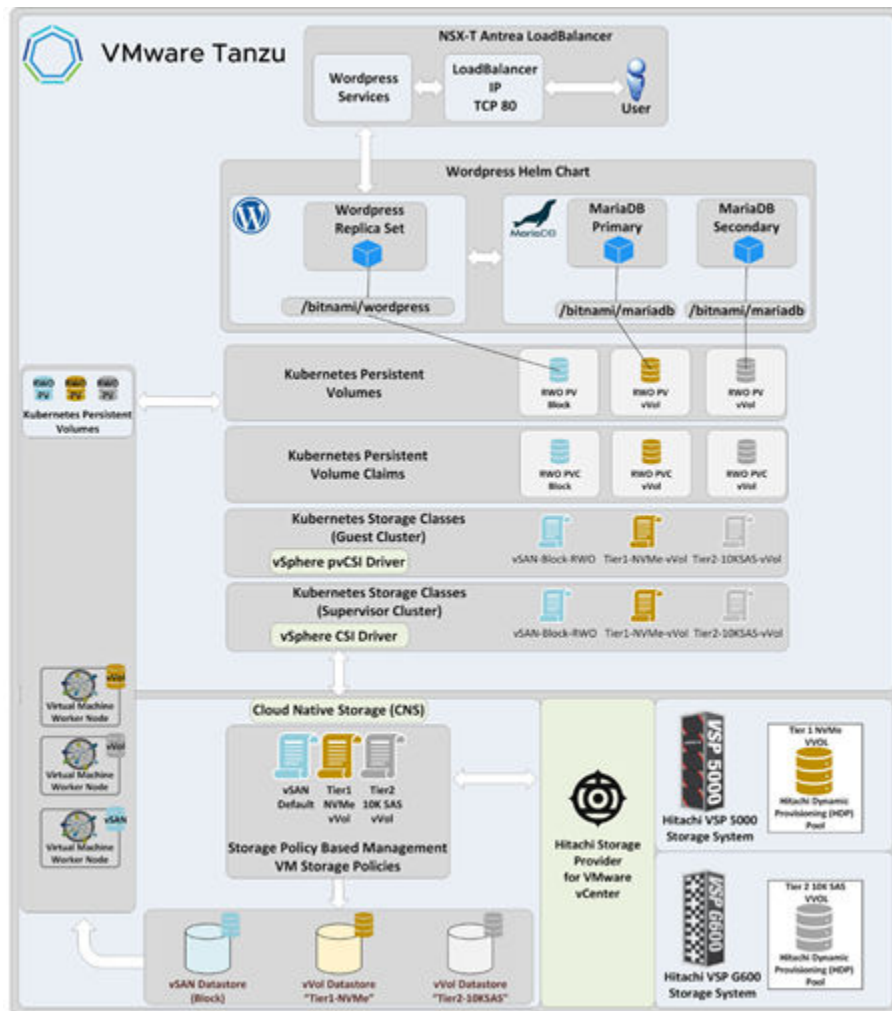 VMware Tanzu
NSX-T Antrea LoadBalancer
Wordpress
Services
LoadBalancer
IP
TCP 80
User
Wordpress Helm Chart
Wordpress
Replica Set
MariaDB
MariaDB
Primary
MariaDB
Secondary
/bitnami/wordpress
/bitnami/mariadb
/bitnami/mariadb
RWO
PV
RWO
PV
RWO
PV
Kubernetes Persistent
Volumes
Kubernetes Persistent
Volumes
RWO PV
Block
RWO PV
vVol
RWO PV
vVol
Kubernetes Persistent
Volume Claims
RWO PVC
Block
RWO PVC
vVol
RWO PVC
vVol
Kubernetes Storage Classes
(Guest Cluster)
vSphere pvCSI Driver
vSAN-Block-RWO
Tier1-NVMe-vVol
Tier2-10KSAS-vVol
Kubernetes Storage Classes
(Supervisor Cluster)
vSphere CSI Driver
vSAN-Block-RWO
Tier1-NVMe-vVol
Tier2-10KSAS-vVol
vVol
Virtual Machine
Worker Node
vVol
Virtual Machine
Worker Node
vSAN
Virtual Machine
Worker Node
Cloud Native Storage (CNS)
vSAN
Default
Tier1
NVMe
vVol
Tier2
10K SAS
vVol
Storage Policy Based Management
VM Storage Policies
vSAN Datastore
(Block)
vVol Datastore
"Tier1-NVMe"
vVol Datastore
"Tier2-10KSAS"
Hitachi Storage
Provider
for VMware
vCenter
VSP 5000
Hitachi VSP 5000
Storage System
Tier 1 NVMe
VVOL
Hitachi Dynamic
Provisioning (HDP)
Pool
VSP G600
Hitachi VSP G600
Storage System
Tier 2 10K SAS
VVOL
Hitachi Dynamic
Provisioning (HDP)
Pool